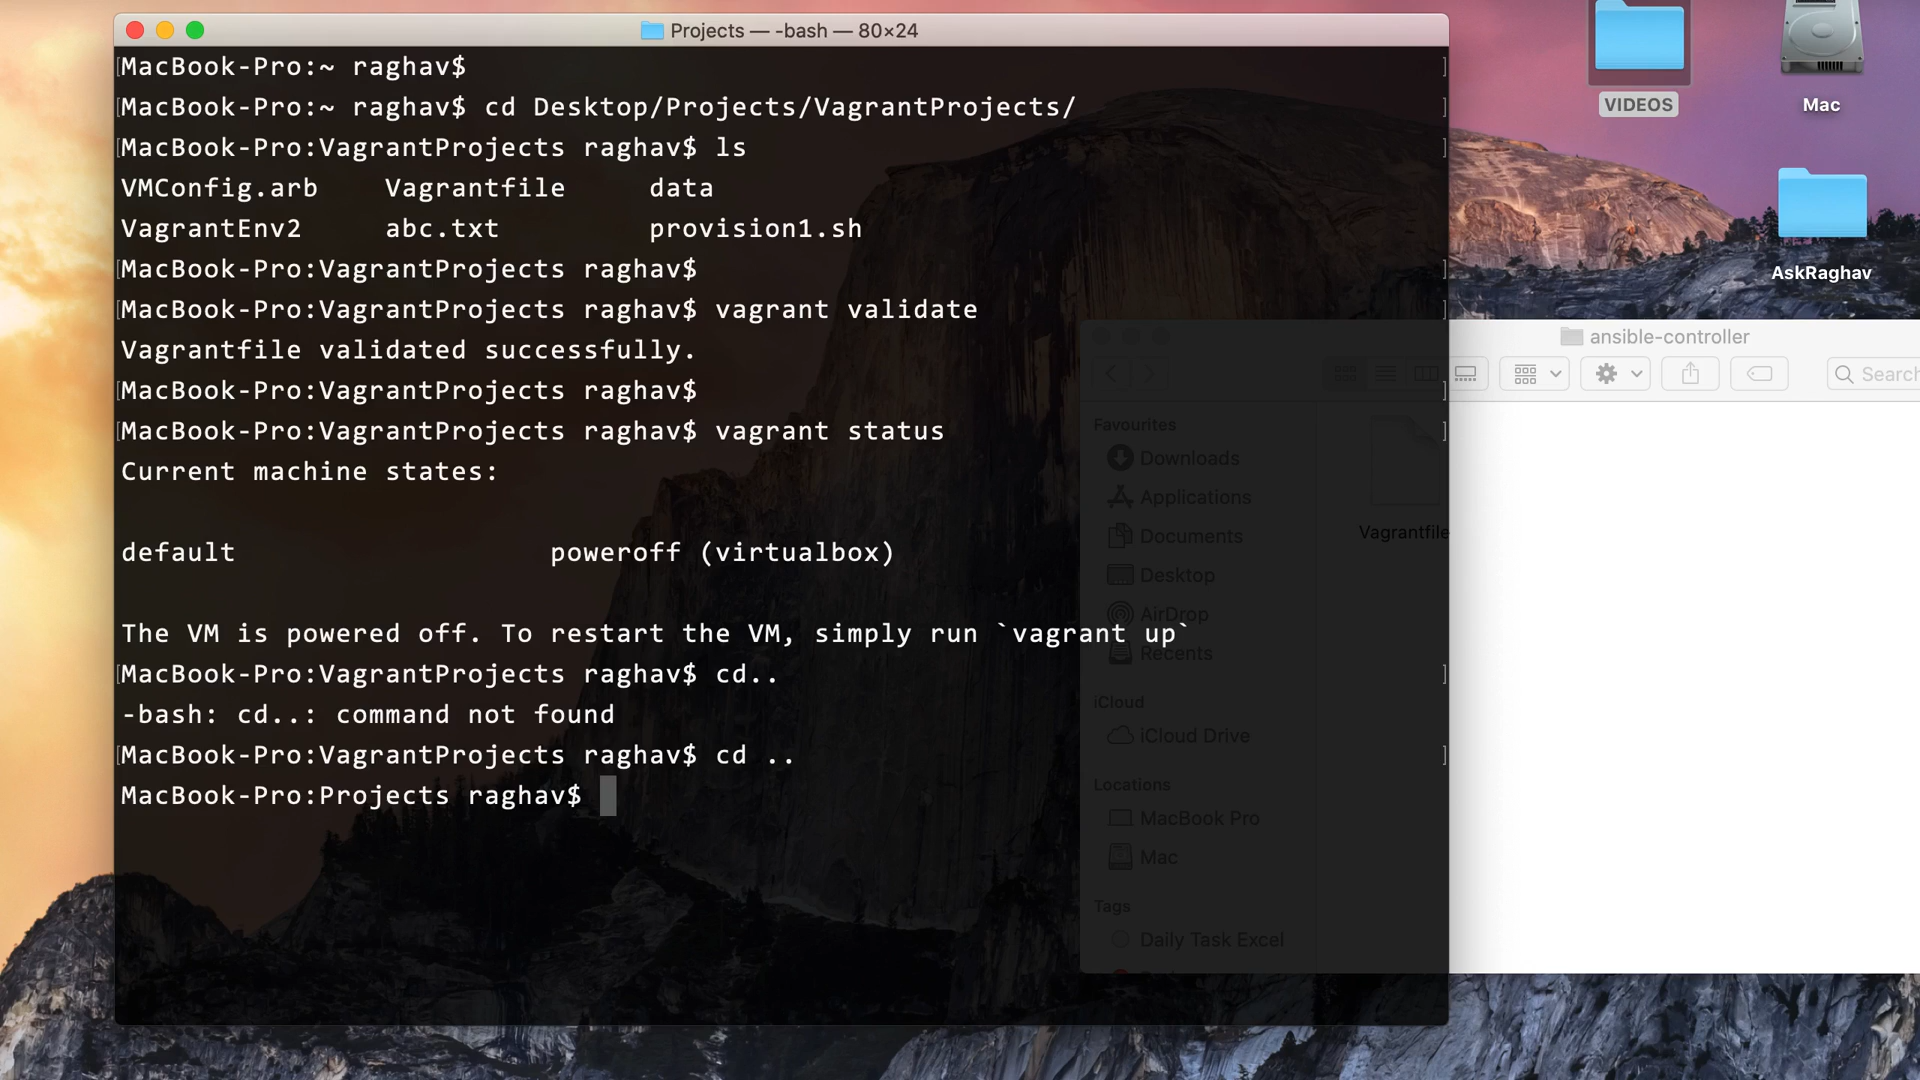 Projects — -bash — 80×24
MacBook-Pro:~ raghav$
MacBook-Pro:~ raghav$ cd Desktop/Projects/VagrantProjects/
MacBook-Pro:VagrantProjects raghav$ ls
VMConfig.arb Vagrantfile data
VagrantEnv2 abc.txt provision1.sh
MacBook-Pro:VagrantProjects raghav$
MacBook-Pro:VagrantProjects raghav$ vagrant validate
Vagrantfile validated successfully.
MacBook-Pro:VagrantProjects raghav$
MacBook-Pro:VagrantProjects raghav$ vagrant status
Current machine states:
default poweroff (virtualbox)
The VM is powered off. To restart the VM, simply run `vagrant up`
MacBook-Pro:VagrantProjects raghav$ cd..
-bash: cd..: command not found
MacBook-Pro:VagrantProjects raghav$ cd ..
MacBook-Pro:Projects raghav$
VIDEOS
Mac
AskRaghav
ansible-controller
Search
Favourites
Downloads
Applications
Documents
Desktop
AirDrop
Recents
iCloud
iCloud Drive
Locations
MacBook Pro
Mac
Tags
Daily Task Excel
Vagrantfile